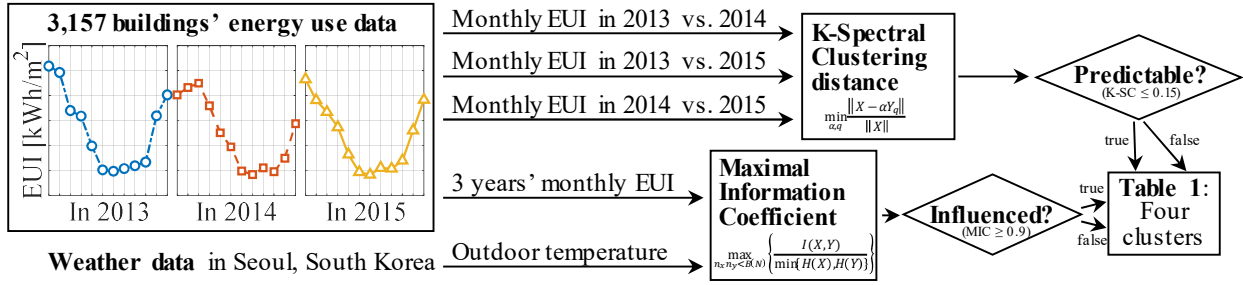 3,157 buildings’ energy use data
EUI [kWh/m²]
In 2013
In 2014
In 2015
Weather data in Seoul, South Korea
Monthly EUI in 2013 vs. 2014
Monthly EUI in 2013 vs. 2015
Monthly EUI in 2014 vs. 2015
3 years’ monthly EUI
Outdoor temperature
K-Spectral
Clustering
distance
min α,q ‖X − αY_q‖ / ‖X‖
Maximal
Information
Coefficient
max n_x n_y<B(N) { I(X,Y) / min{H(X),H(Y)} }
Predictable?
(K-SC ≤ 0.15)
true
false
Influenced?
(MIC ≥ 0.9)
true
false
Table 1:
Four
clusters